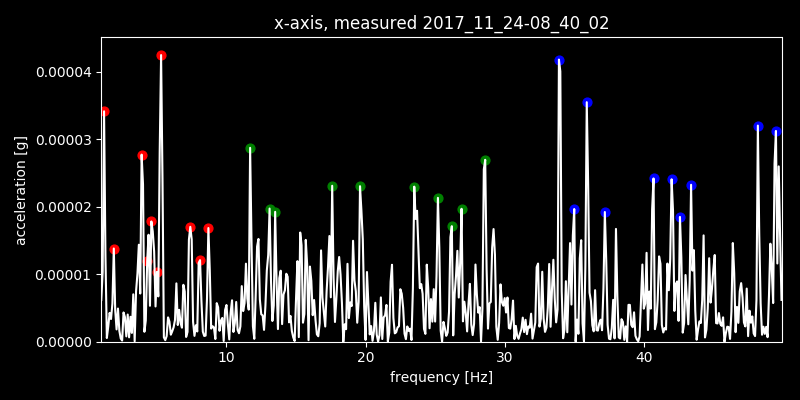 x-axis, measured 2017_11_24-08_40_02
0.00004
0.00003
0.00002
0.00001
0.00000
acceleration [g]
10 20 30 40
frequency [Hz]